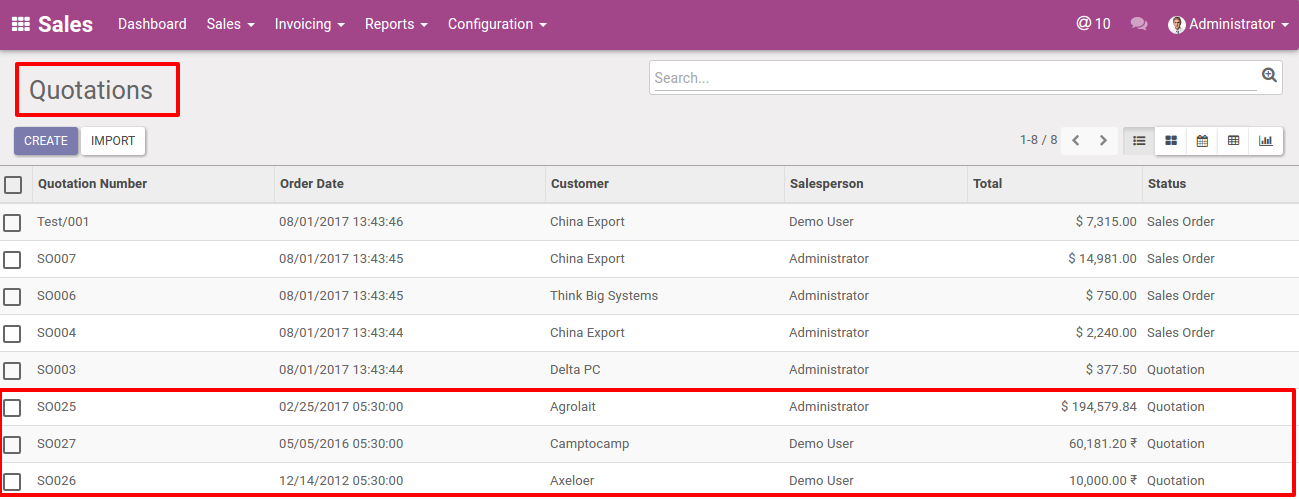 Sales Dashboard Sales Invoicing Reports Configuration @ 10 Administrator
Quotations Search...
CREATE IMPORT 1-8 / 8
Quotation Number Order Date Customer Salesperson Total Status
Test/001 08/01/2017 13:43:46 China Export Demo User $ 7,315.00 Sales Order
SO007 08/01/2017 13:43:45 China Export Administrator $ 14,981.00 Sales Order
SO006 08/01/2017 13:43:45 Think Big Systems Administrator $ 750.00 Sales Order
SO004 08/01/2017 13:43:44 China Export Administrator $ 2,240.00 Sales Order
SO003 08/01/2017 13:43:44 Delta PC Administrator $ 377.50 Quotation
SO025 02/25/2017 05:30:00 Agrolait Administrator $ 194,579.84 Quotation
SO027 05/05/2016 05:30:00 Camptocamp Demo User 60,181.20 ₹ Quotation
SO026 12/14/2012 05:30:00 Axeloer Demo User 10,000.00 ₹ Quotation